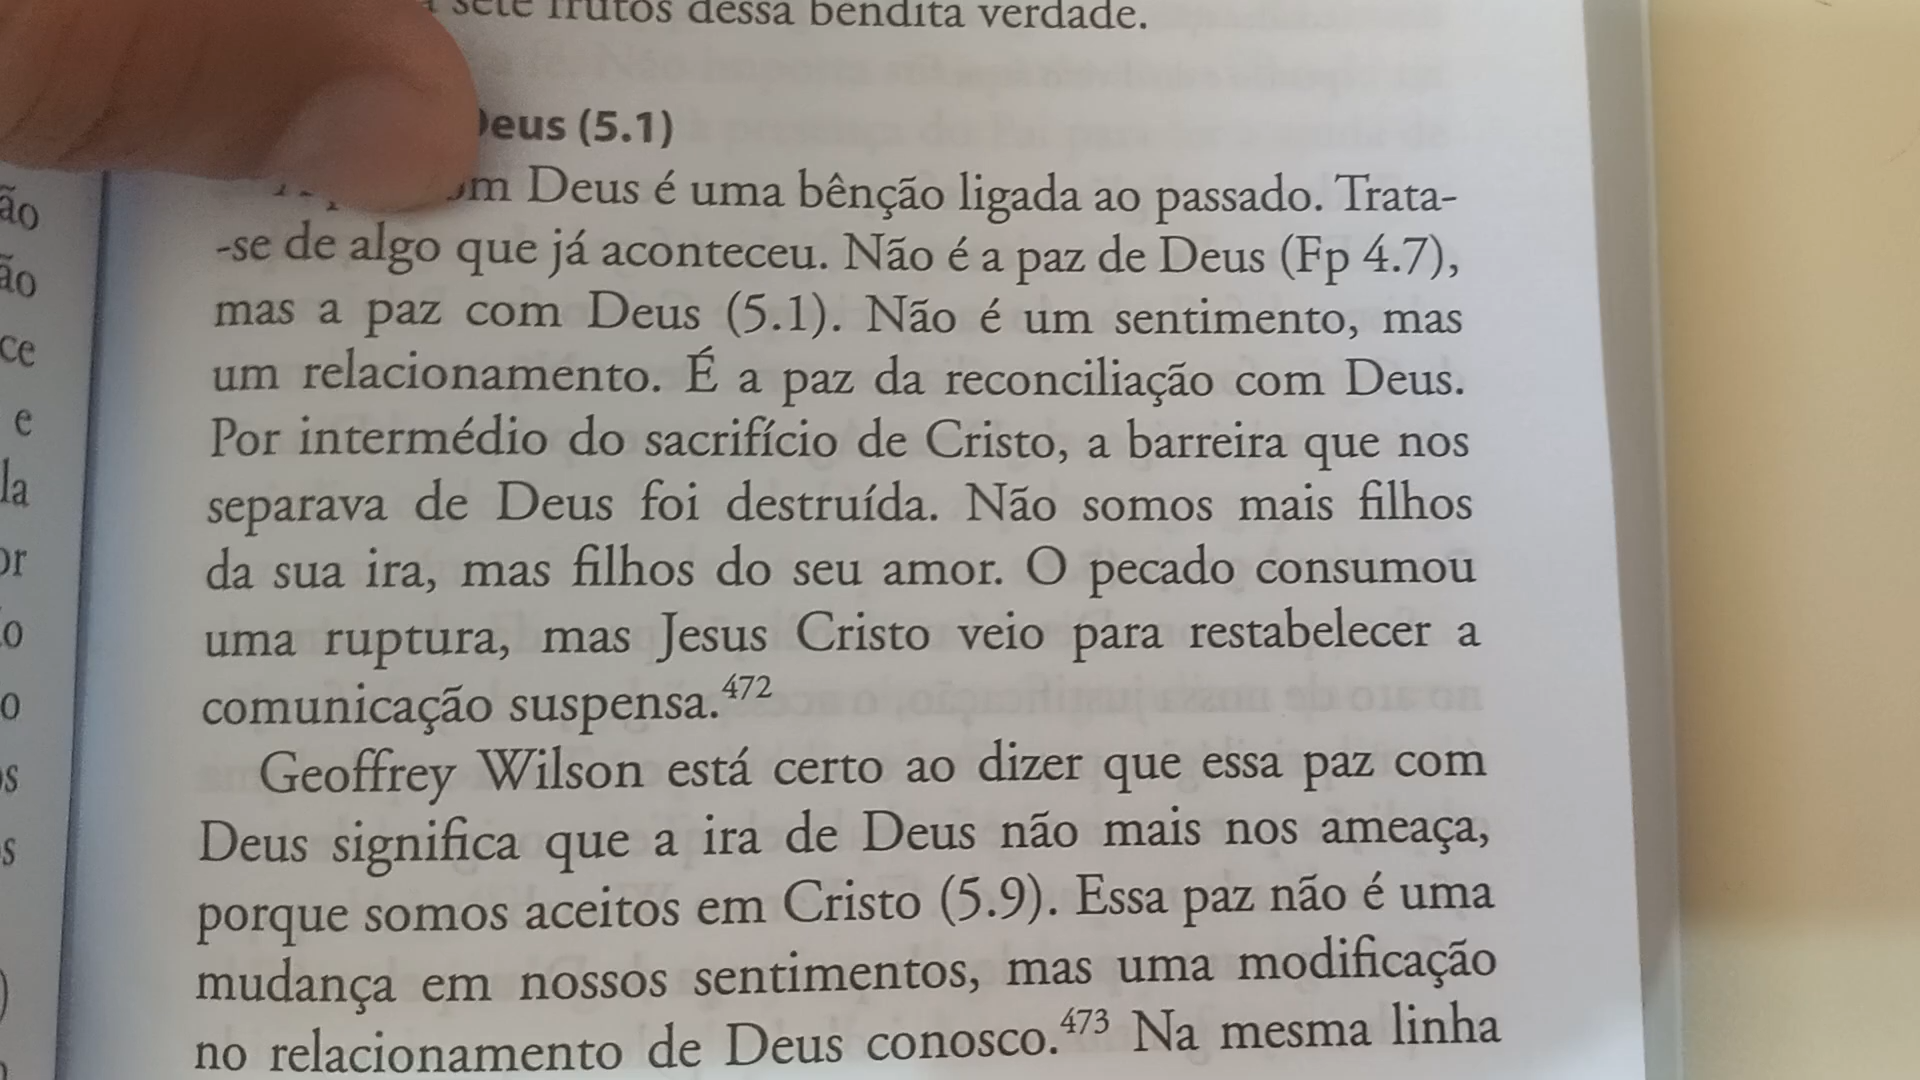 sete frutos dessa bendita verdade.
Deus (5.1)
Deus é uma bênção ligada ao passado. Trata-
-se de algo que já aconteceu. Não é a paz de Deus (Fp 4.7),
mas a paz com Deus (5.1). Não é um sentimento, mas
um relacionamento. É a paz da reconciliação com Deus.
Por intermédio do sacrifício de Cristo, a barreira que nos
separava de Deus foi destruída. Não somos mais filhos
da sua ira, mas filhos do seu amor. O pecado consumou
uma ruptura, mas Jesus Cristo veio para restabelecer a
comunicação suspensa.472
Geoffrey Wilson está certo ao dizer que essa paz com
Deus significa que a ira de Deus não mais nos ameaça,
porque somos aceitos em Cristo (5.9). Essa paz não é uma
mudança em nossos sentimentos, mas uma modificação
no relacionamento de Deus conosco.473 Na mesma linha